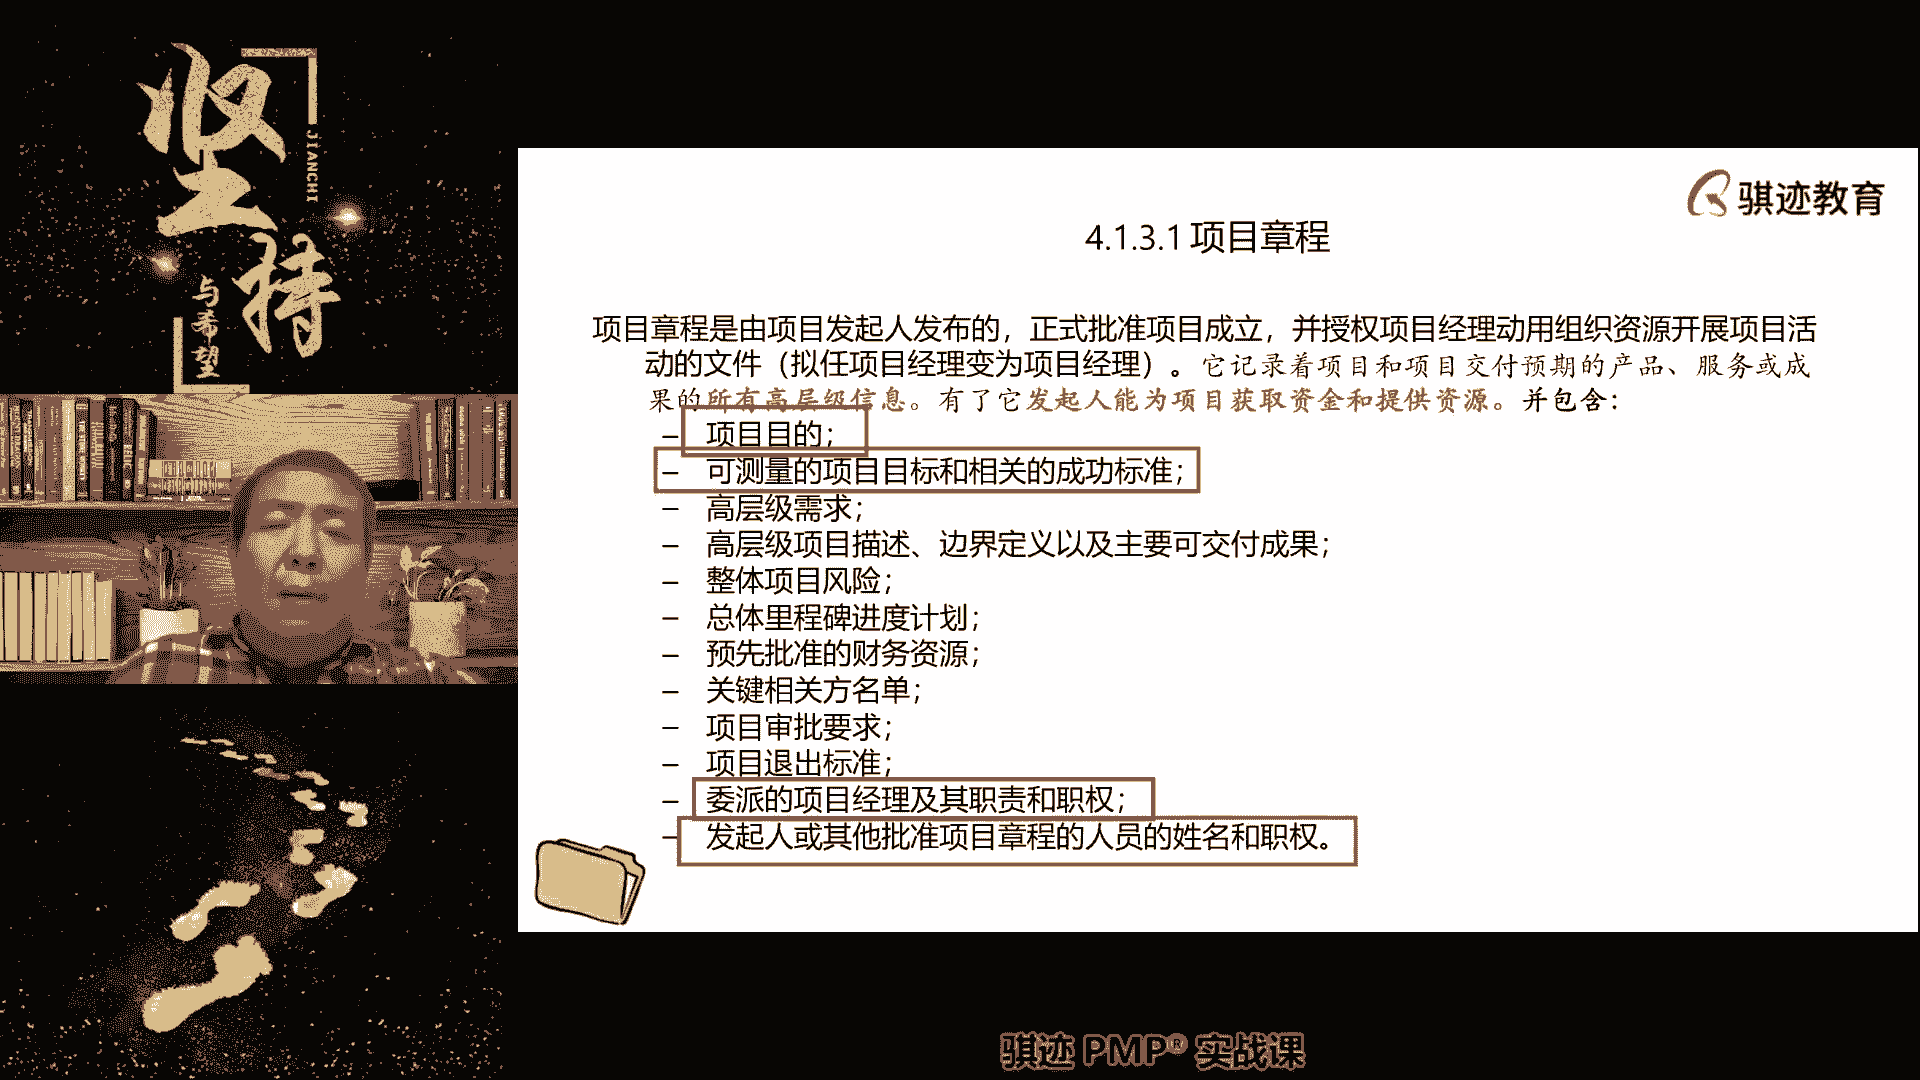 坚持
JIANCHI
与希望
骐迹教育
4.1.3.1 项目章程
项目章程是由项目发起人发布的，正式批准项目成立，并授权项目经理动用组织资源开展项目活
动的文件（拟任项目经理变为项目经理）。它记录着项目和项目交付预期的产品、服务或成
果的所有高层级信息。有了它发起人能为项目获取资金和提供资源。并包含：
– 项目目的；
– 可测量的项目目标和相关的成功标准；
– 高层级需求；
– 高层级项目描述、边界定义以及主要可交付成果；
– 整体项目风险；
– 总体里程碑进度计划；
– 预先批准的财务资源；
– 关键相关方名单；
– 项目审批要求；
– 项目退出标准；
– 委派的项目经理及其职责和职权；
– 发起人或其他批准项目章程的人员的姓名和职权。
骐迹 PMP® 实战课